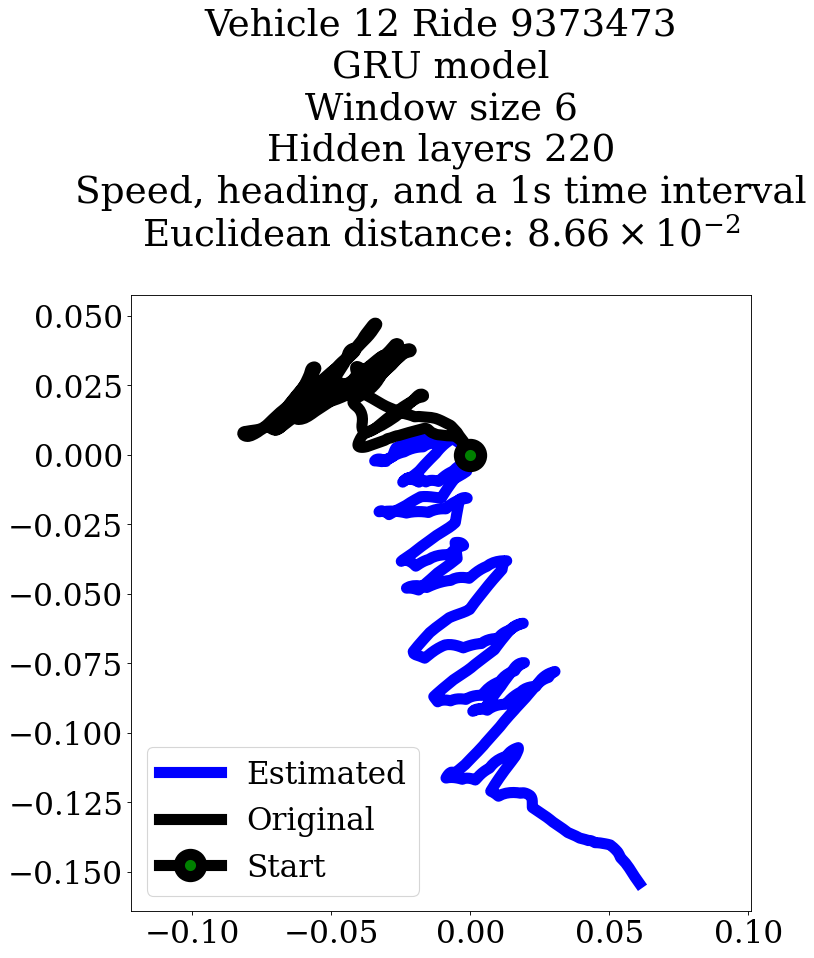 Vehicle 12 Ride 9373473
GRU model
Window size 6
Hidden layers 220
Speed, heading, and a 1s time interval
Euclidean distance: 8.66 × 10⁻²
0.050
0.025
0.000
−0.025
−0.050
−0.075
−0.100
−0.125
−0.150
Estimated
Original
Start
−0.10 −0.05 0.00 0.05 0.10